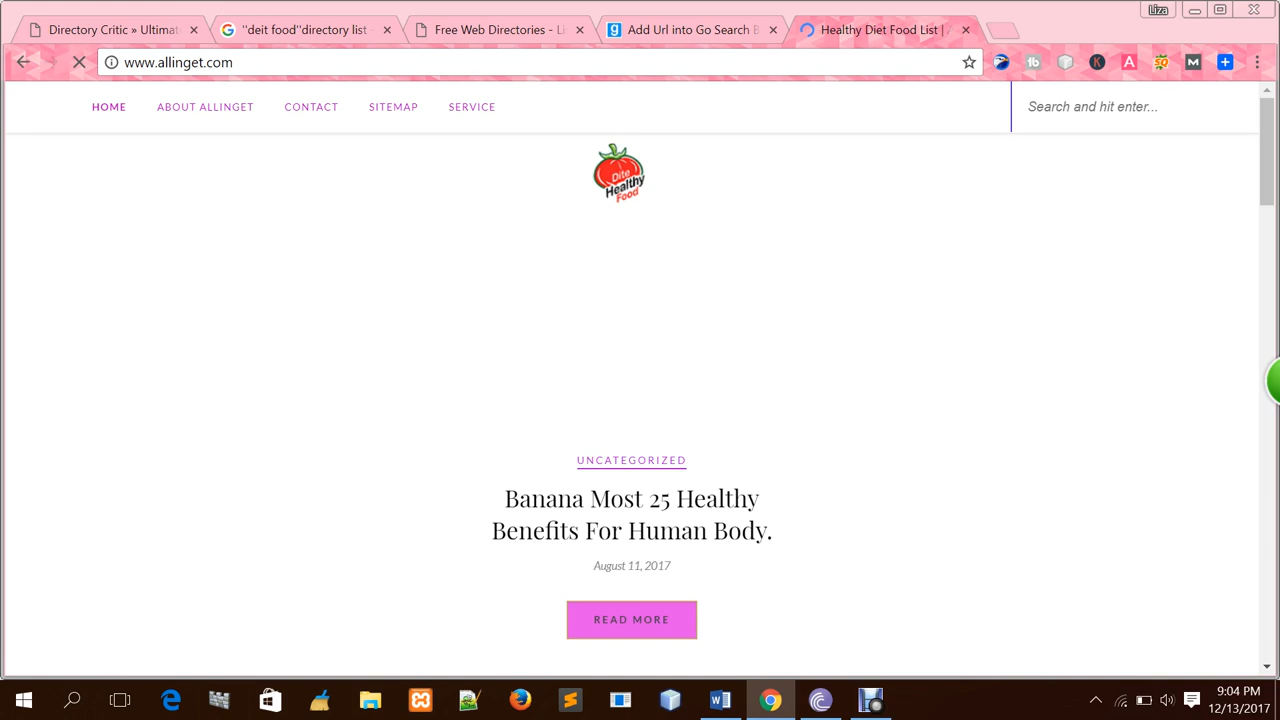 Liza
Directory Critic » Ultimat
"deit food"directory list
Free Web Directories - Li
Add Url into Go Search B
Healthy Diet Food List |
www.allinget.com
HOME
ABOUT ALLINGET
CONTACT
SITEMAP
SERVICE
Search and hit enter...
Dite
Healthy
Food
UNCATEGORIZED
Banana Most 25 Healthy
Benefits For Human Body.
August 11, 2017
READ MORE
9:04 PM
12/13/2017